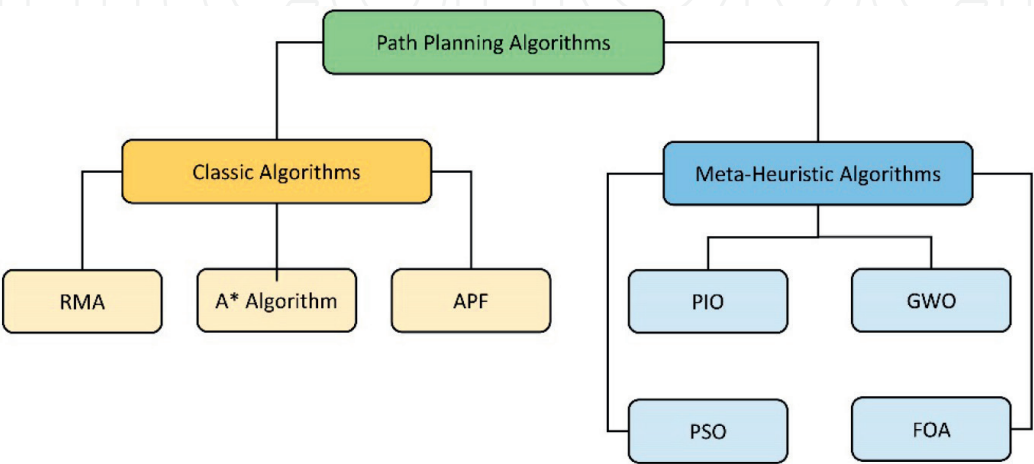 Path Planning Algorithms
Classic Algorithms
Meta-Heuristic Algorithms
RMA
A* Algorithm
APF
PIO
GWO
PSO
FOA